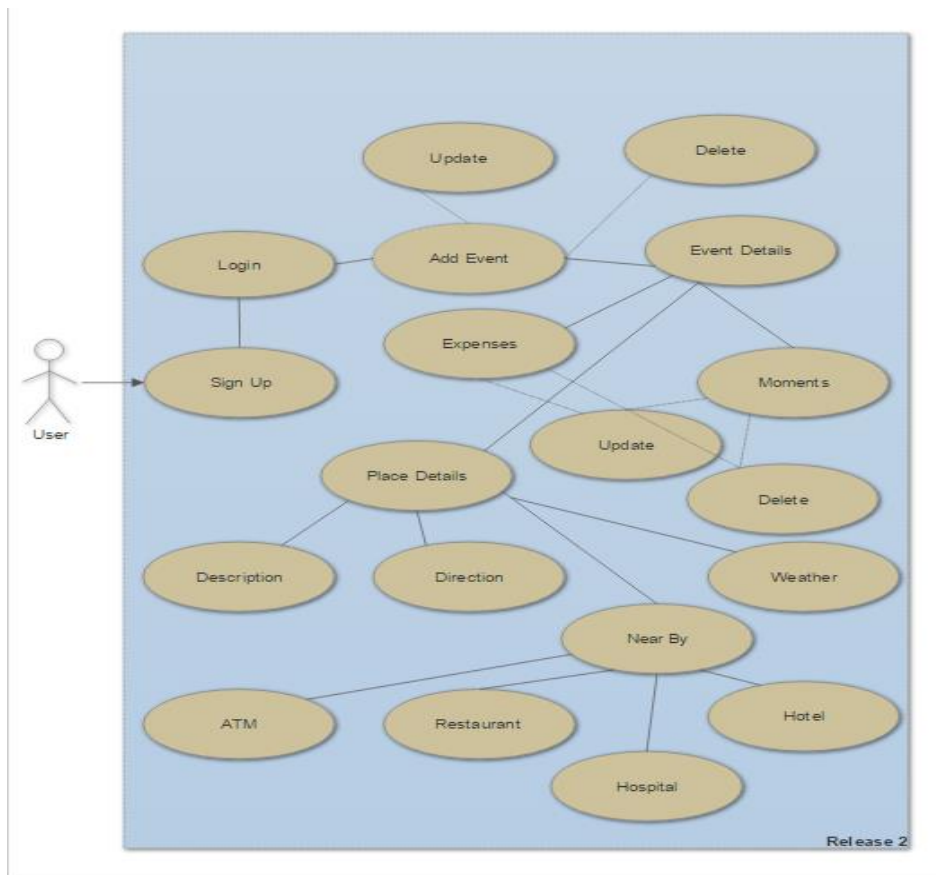 Update
Delete
Event Details
Add Event
Login
Expenses
Sign Up
Moments
User
Update
Place Details
Delete
Description
Direction
Weather
Near By
ATM
Restaurant
Hotel
Hospital
Release 2